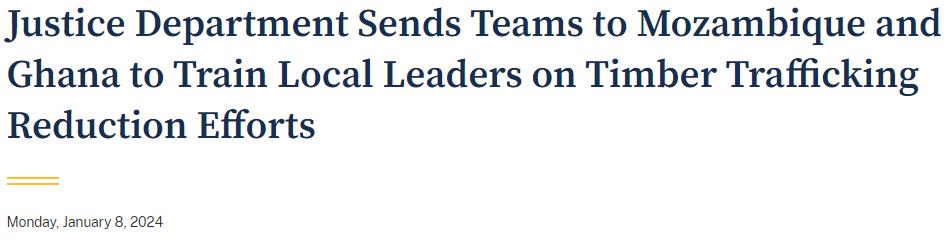 Justice Department Sends Teams to Mozambique and
Ghana to Train Local Leaders on Timber Trafficking
Reduction Efforts
Monday, January 8, 2024